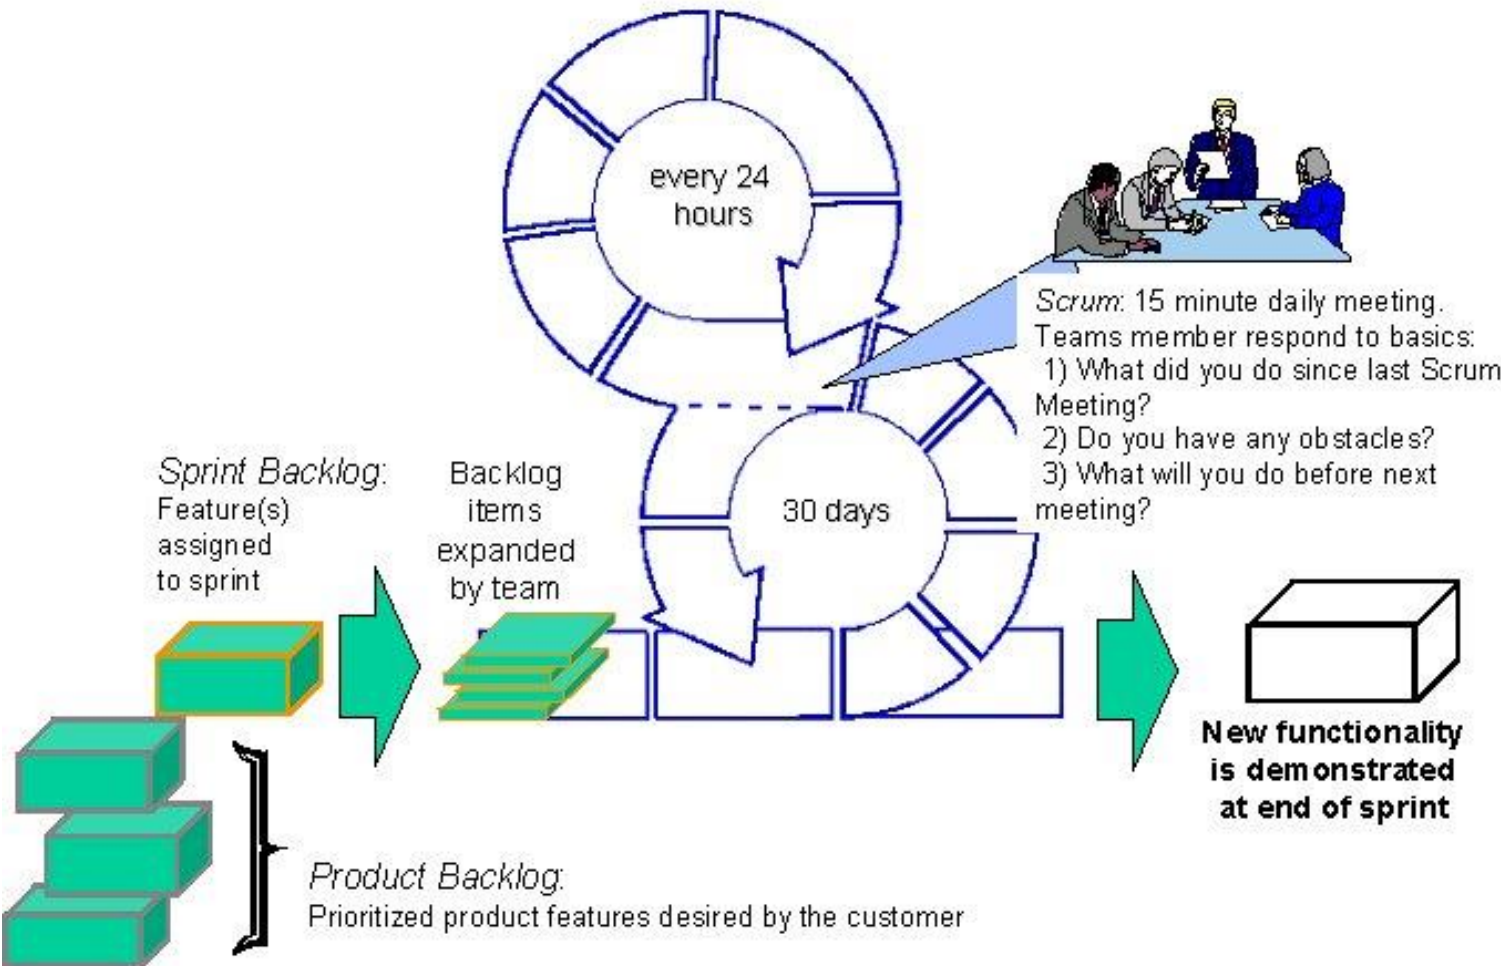 every 24
hours
Scrum: 15 minute daily meeting.
Teams member respond to basics:
1) What did you do since last Scrum
Meeting?
2) Do you have any obstacles?
3) What will you do before next
meeting?
Sprint Backlog:
Feature(s)
assigned
to sprint
Backlog
items
expanded
by team
30 days
New functionality
is demonstrated
at end of sprint
Product Backlog:
Prioritized product features desired by the customer